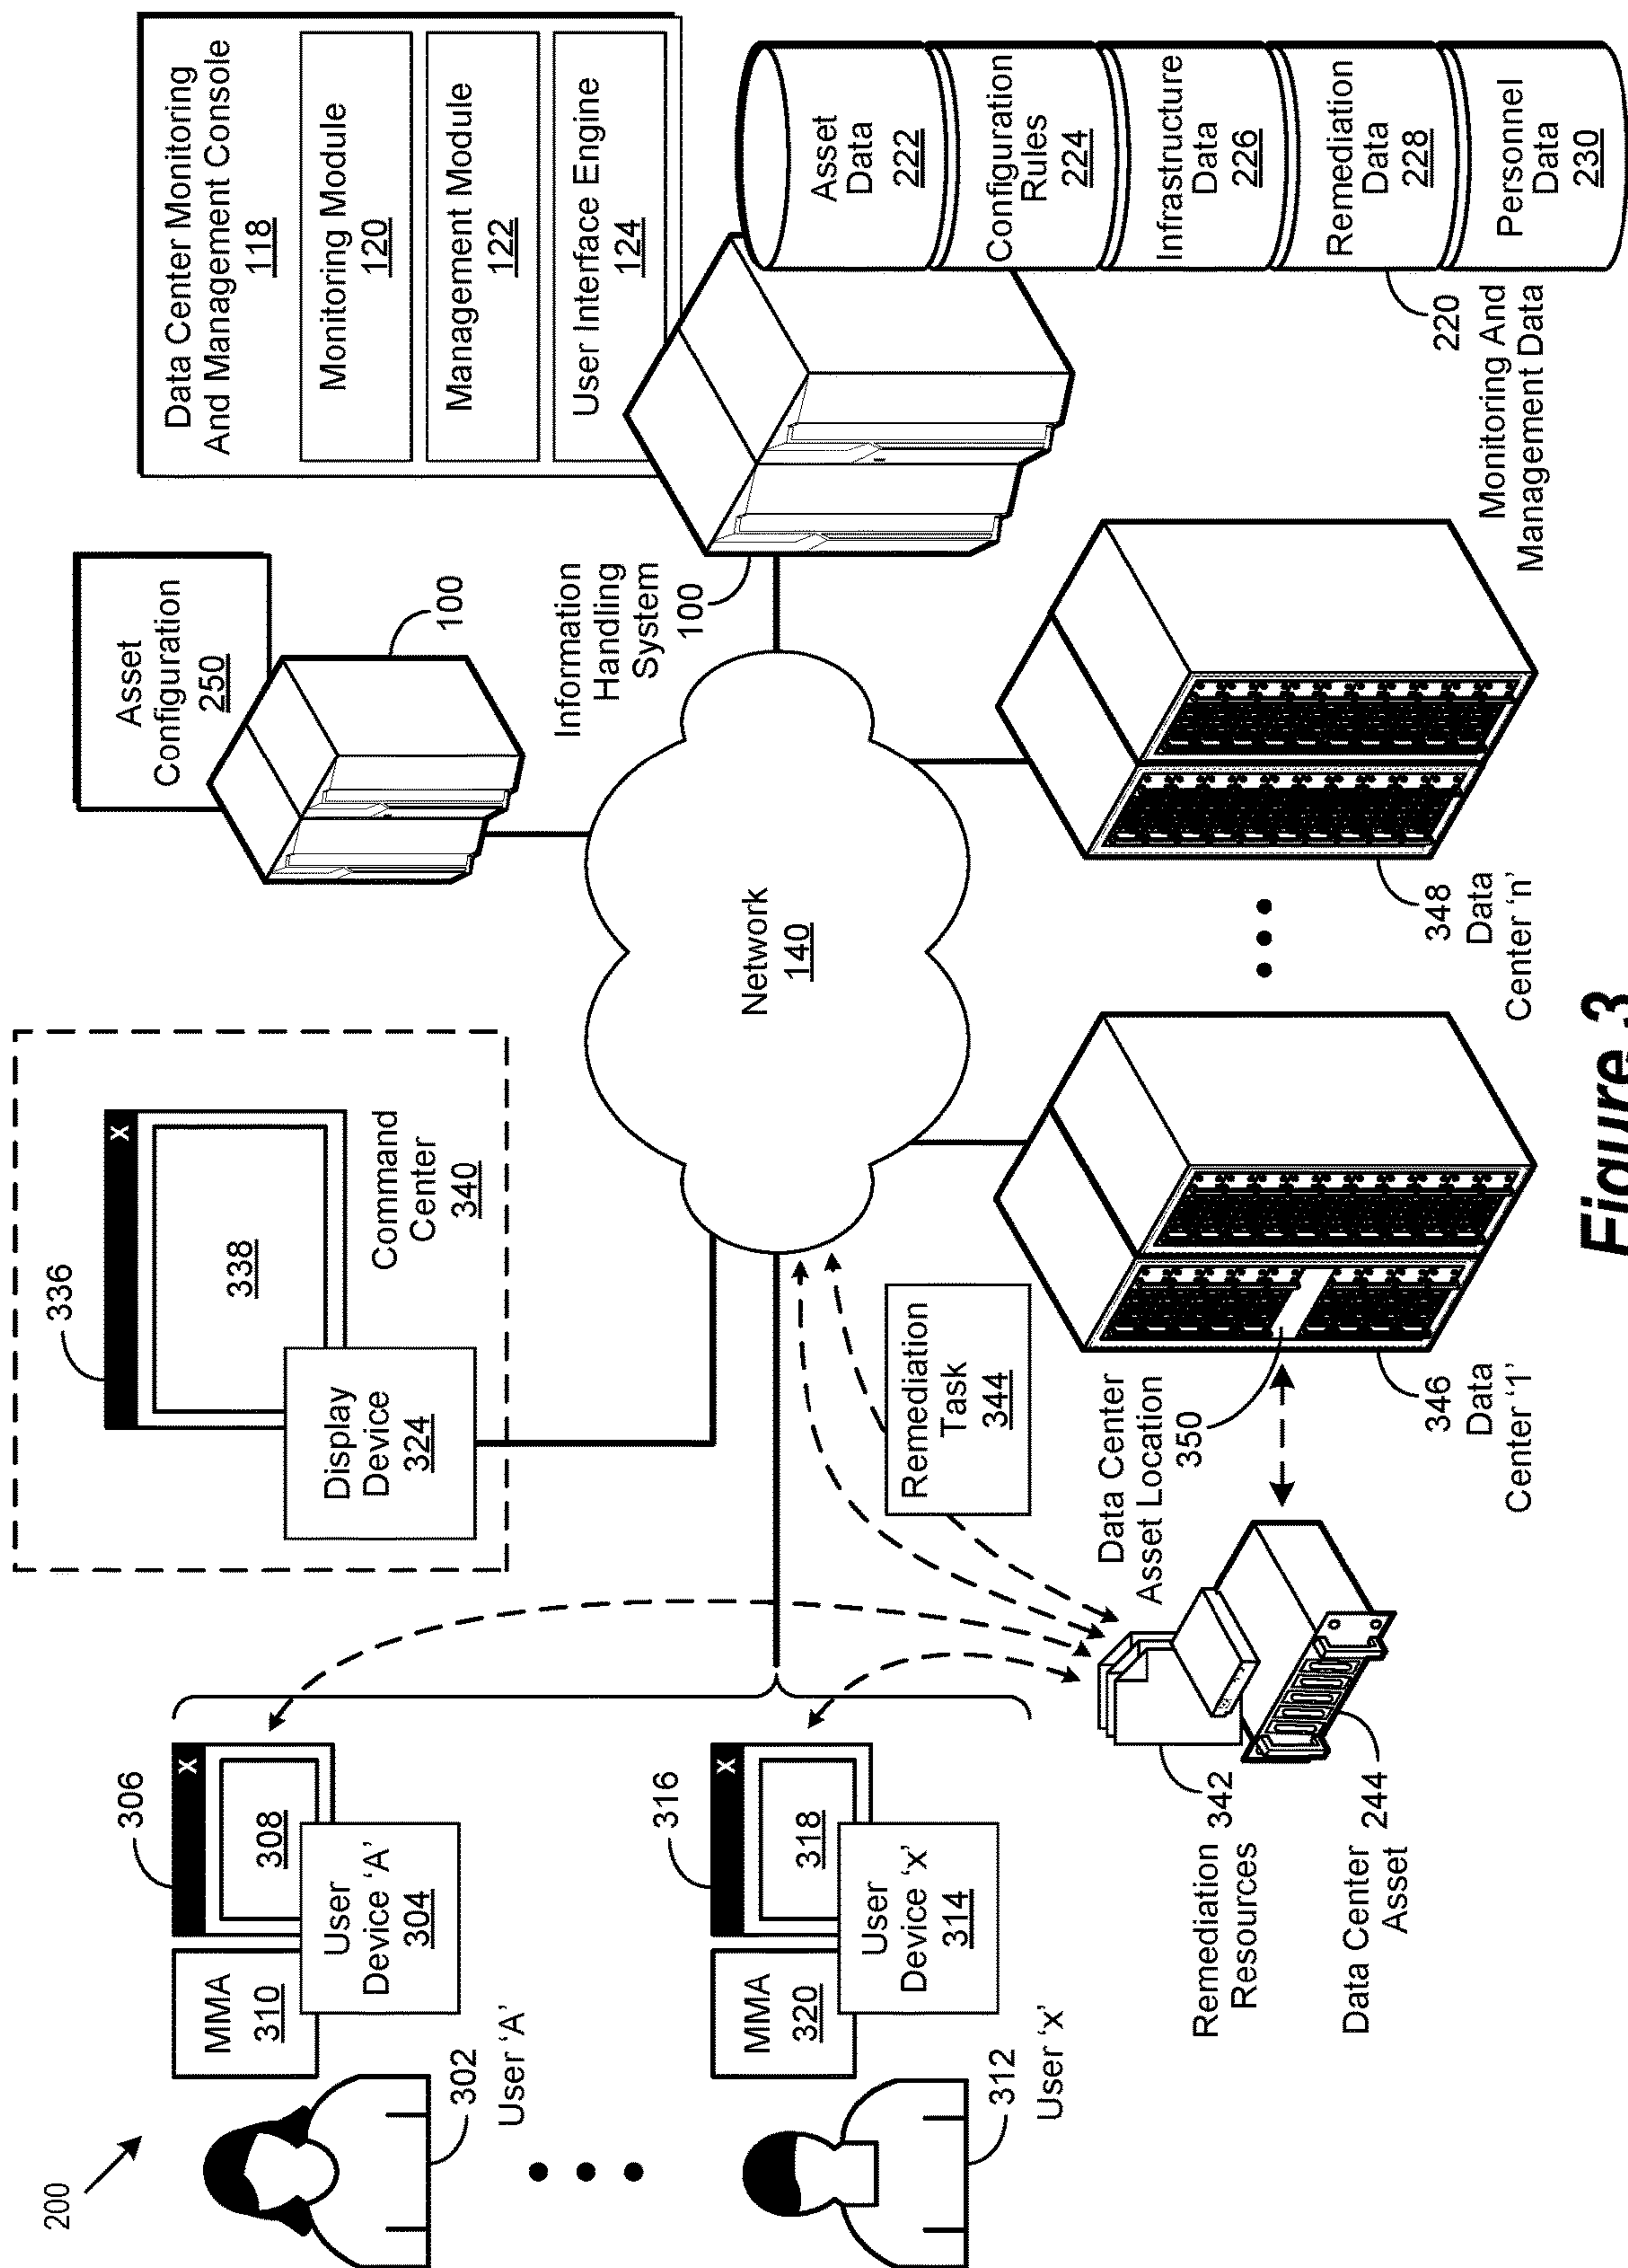 200
302
User ‘A’
MMA
310
306
X
308
User
Device ‘A’
304
312
User ‘x’
MMA
320
316
X
318
User
Device ‘x’
314
336
X
338
Display
Device
324
Command
Center
340
Asset
Configuration
250
100
Data Center Monitoring
And Management Console
118
Monitoring Module
120
Management Module
122
User Interface Engine
124
Information
Handling
System
100
Network
140
Asset
Data
222
Configuration
Rules
224
Infrastructure
Data
226
Remediation
Data
228
Personnel
Data
230
220
Monitoring And
Management Data
Remediation
Task
344
Data Center
Asset Location
350
Remediation
Resources
342
Data Center
Asset
244
346
Data
Center ‘1’
348
Data
Center ‘n’
Figure 3